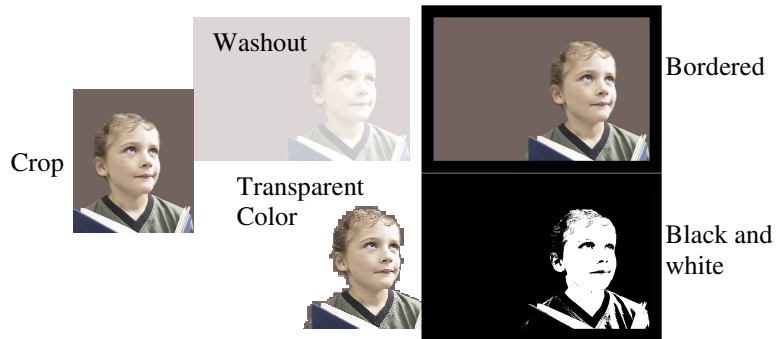 Washout
Bordered
Crop
Transparent
Color
Black and
white